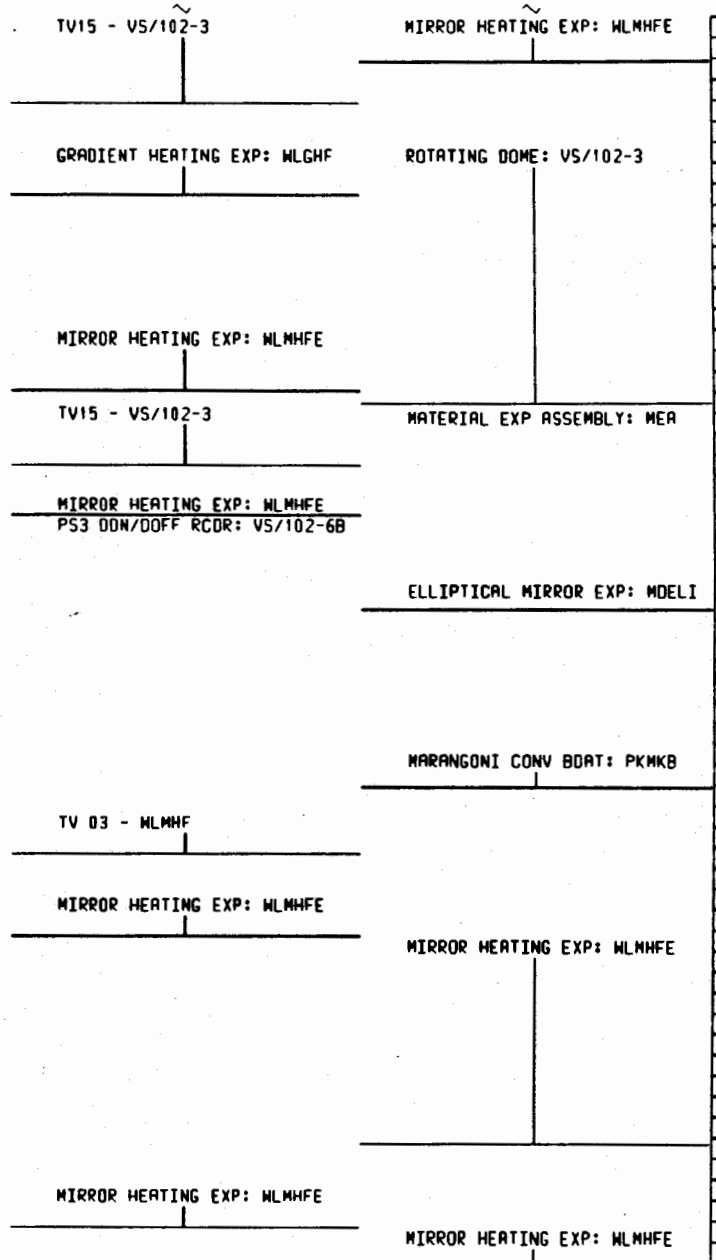 TV15 - VS/102-3
GRADIENT HEATING EXP: WLGHF
MIRROR HEATING EXP: WLMHFE
TV15 - VS/102-3
MIRROR HEATING EXP: WLMHFE
PS3 DON/DOFF RCDR: VS/102-6B
TV 03 - WLMHF
MIRROR HEATING EXP: WLMHFE
MIRROR HEATING EXP: WLMHFE
MIRROR HEATING EXP: WLMHFE
ROTATING DOME: VS/102-3
MATERIAL EXP ASSEMBLY: MEA
ELLIPTICAL MIRROR EXP: MDELI
MARANGONI CONV BOAT: PKMKB
MIRROR HEATING EXP: WLMHFE
MIRROR HEATING EXP: WLMHFE